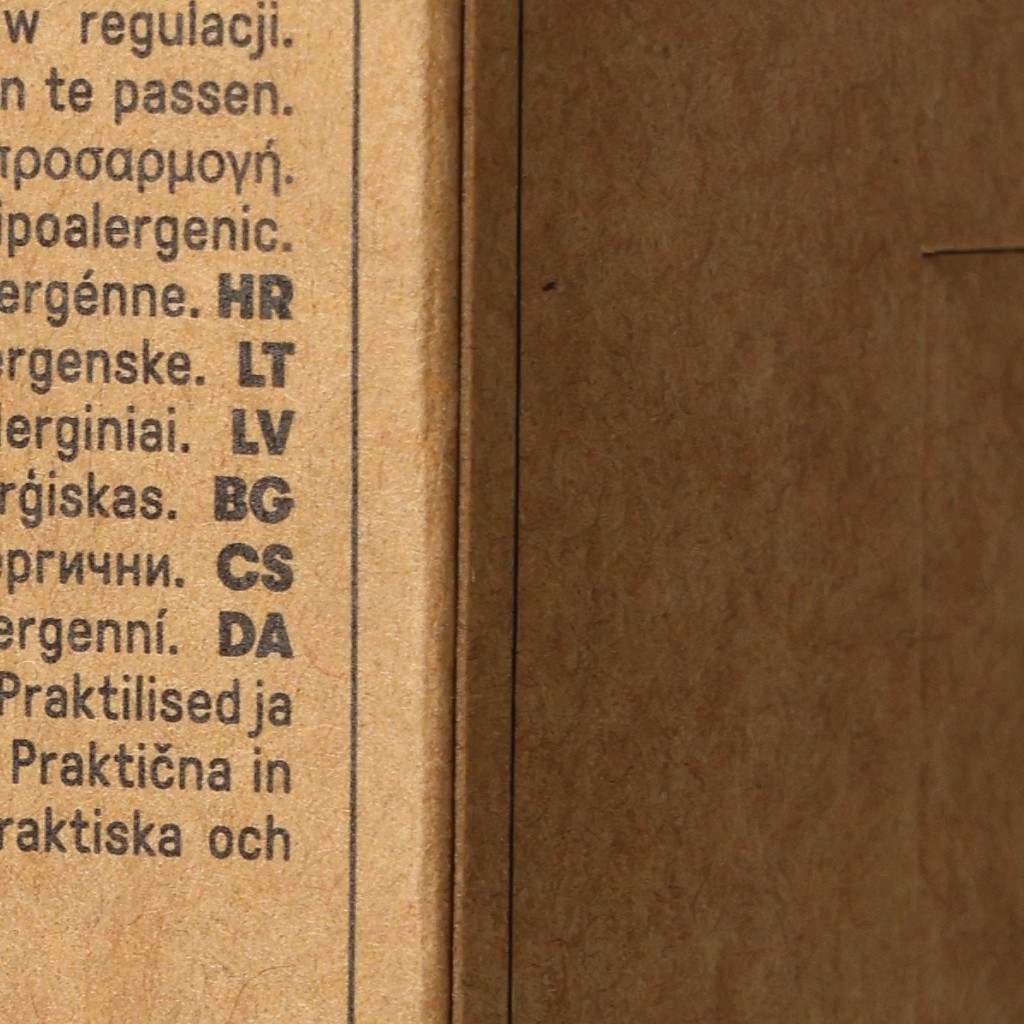 w regulacji.
n te passen.
προσαρμογή.
ipoalergenic.
ergénne. HR
ergenske. LT
lerginiai. LV
rģiskas. BG
ергични. CS
ergenní. DA
Praktilised ja
Praktična in
raktiska och